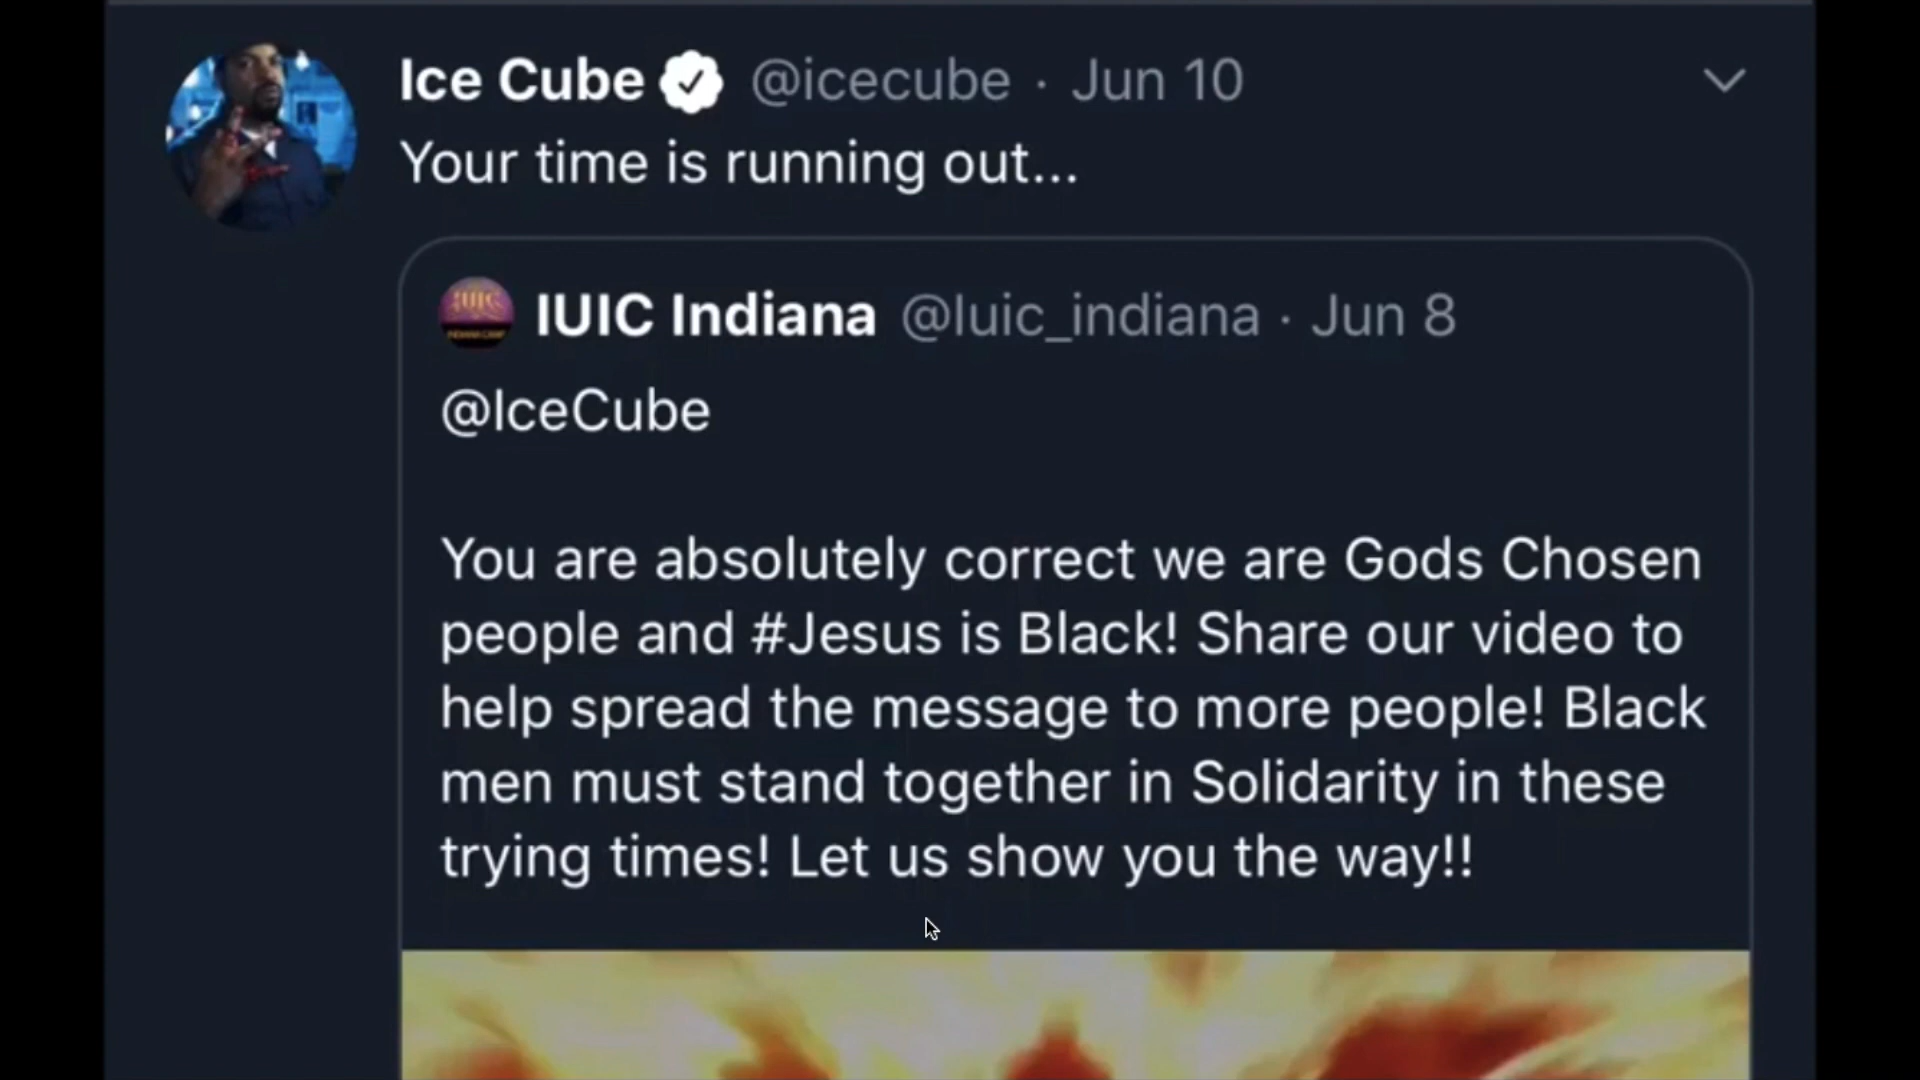 Ice Cube @icecube · Jun 10
Your time is running out...
IUIC
IUIC Indiana @Iuic_indiana · Jun 8
@IceCube
You are absolutely correct we are Gods Chosen
people and #Jesus is Black! Share our video to
help spread the message to more people! Black
men must stand together in Solidarity in these
trying times! Let us show you the way!!